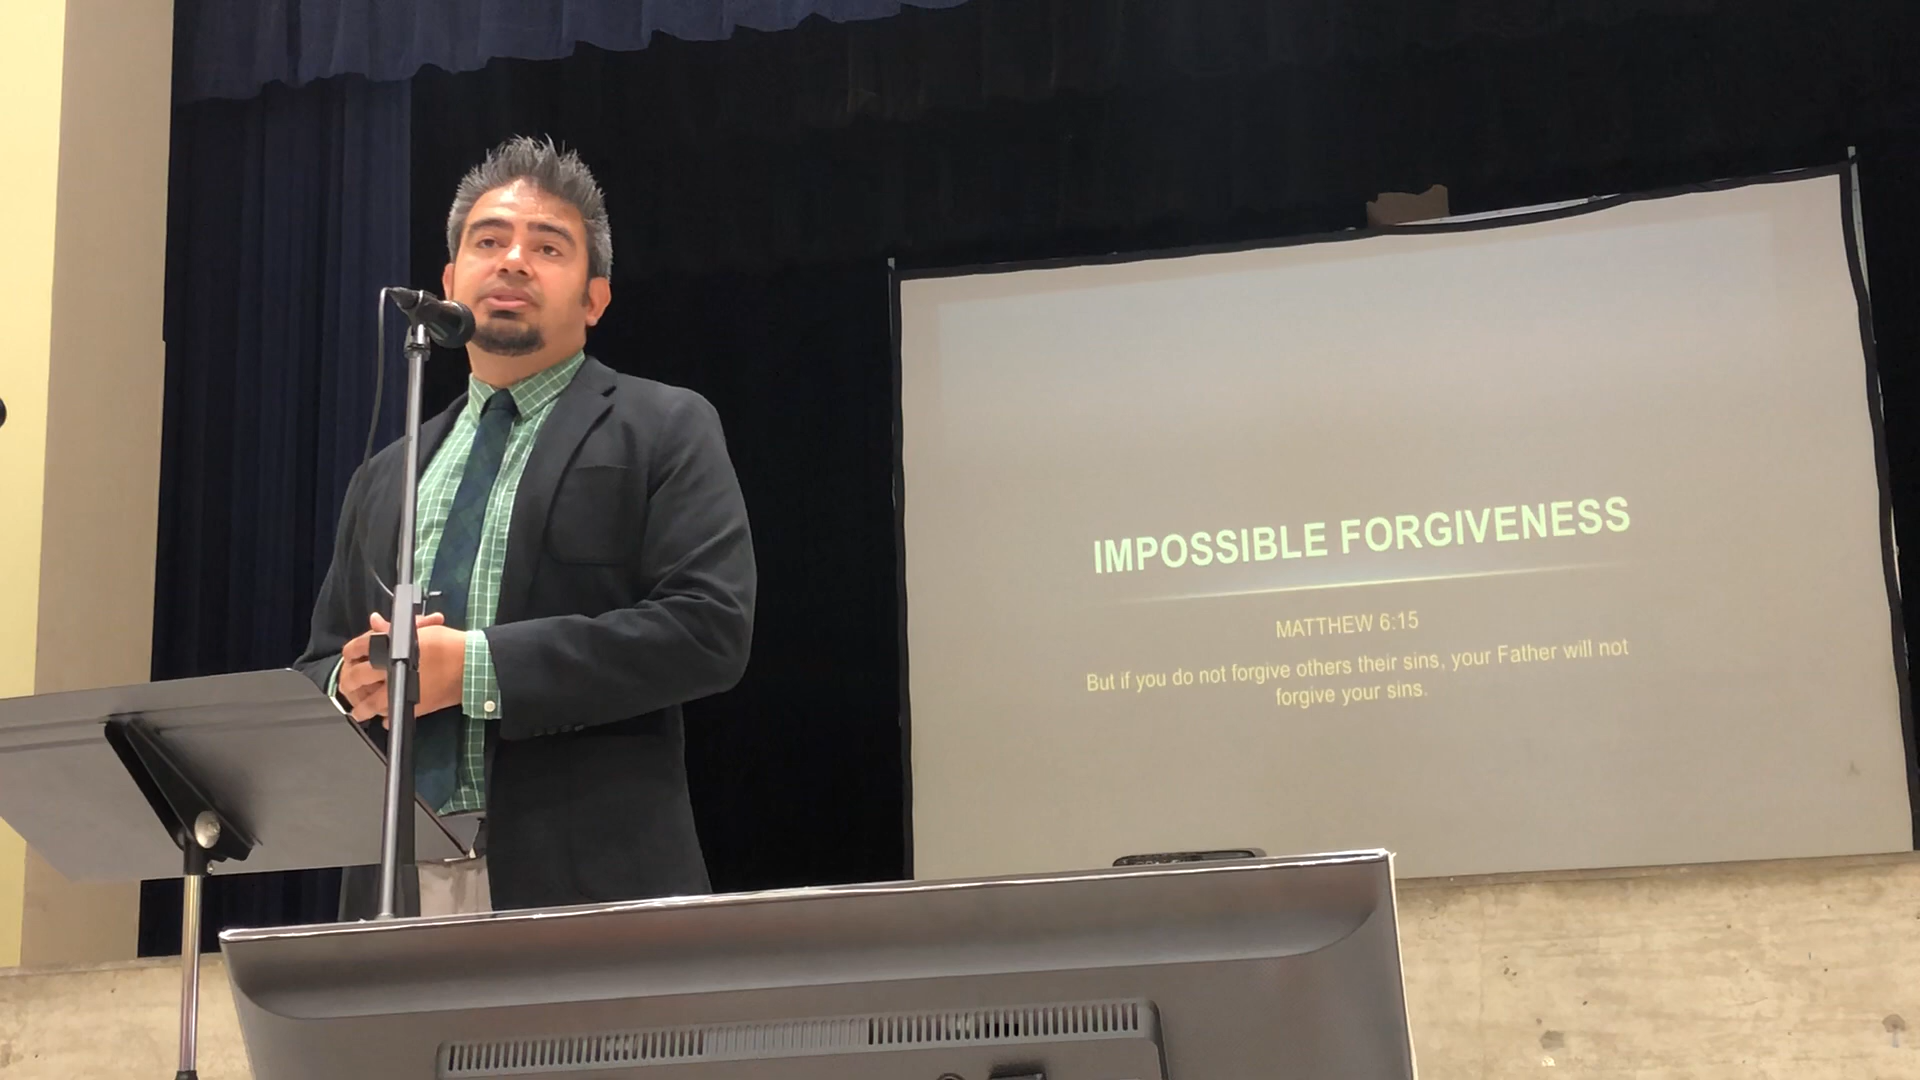 IMPOSSIBLE FORGIVENESS
MATTHEW 6:15
But if you do not forgive others their sins, your Father will not
forgive your sins.